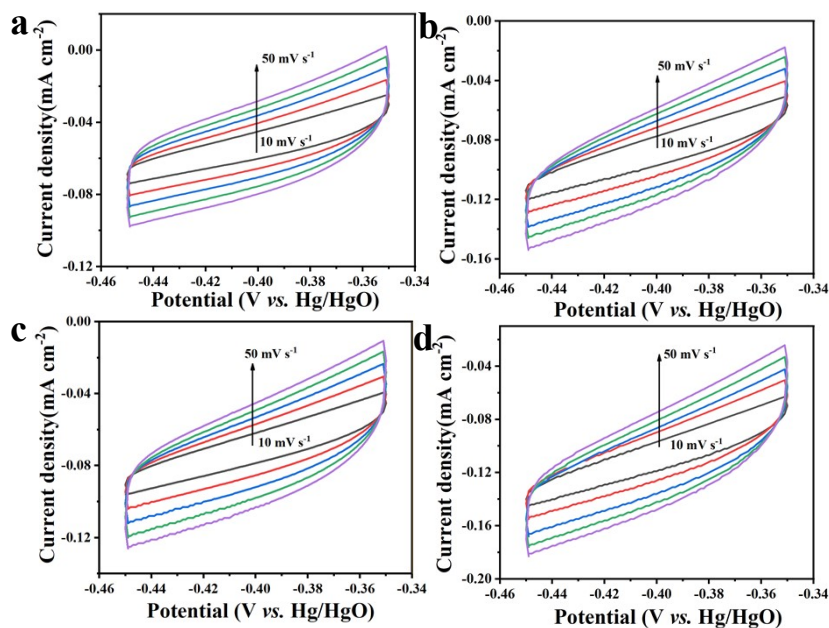 a
Current density(mA cm-2)
0.00
-0.04
-0.08
-0.12
50 mV s-1
10 mV s-1
-0.46 -0.44 -0.42 -0.40 -0.38 -0.36 -0.34
Potential (V vs. Hg/HgO)
b
Current density(mA cm-2)
0.00
-0.04
-0.08
-0.12
-0.16
50 mV s-1
10 mV s-1
-0.46 -0.44 -0.42 -0.40 -0.38 -0.36 -0.34
Potential (V vs. Hg/HgO)
c
Current density(mA cm-2)
0.00
-0.04
-0.08
-0.12
50 mV s-1
10 mV s-1
-0.46 -0.44 -0.42 -0.40 -0.38 -0.36 -0.34
Potential (V vs. Hg/HgO)
d
Current density(mA cm-2)
-0.04
-0.08
-0.12
-0.16
-0.20
50 mV s-1
10 mV s-1
-0.46 -0.44 -0.42 -0.40 -0.38 -0.36 -0.34
Potential (V vs. Hg/HgO)